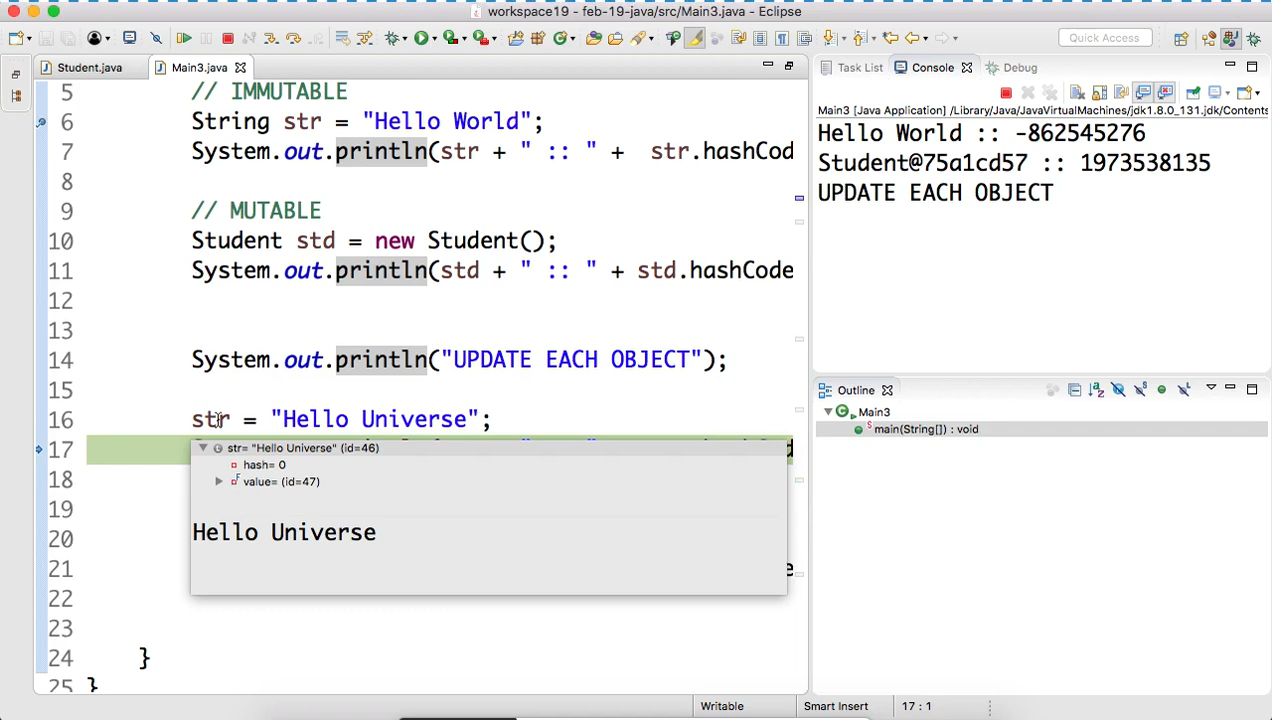 workspace19 - feb-19-java/src/Main3.java - Eclipse
Quick Access
Student.java
Main3.java
5 // IMMUTABLE
6 String str = "Hello World";
7 System.out.println(str + " :: " + str.hashCod
8
9 // MUTABLE
10 Student std = new Student();
11 System.out.println(std + " :: " + std.hashCode
12
13
14 System.out.println("UPDATE EACH OBJECT");
15
16 str = "Hello Universe";
17
str= "Hello Universe" (id=46)
hash= 0
18
value= (id=47)
19
Hello Universe
20
21
22
23
24 }
25 }
Task List
Console
Debug
Main3 [Java Application] /Library/Java/JavaVirtualMachines/jdk1.8.0_131.jdk/Contents
Hello World :: -862545276
Student@75a1cd57 :: 1973538135
UPDATE EACH OBJECT
Outline
Main3
main(String[]) : void
Writable
Smart Insert
17 : 1